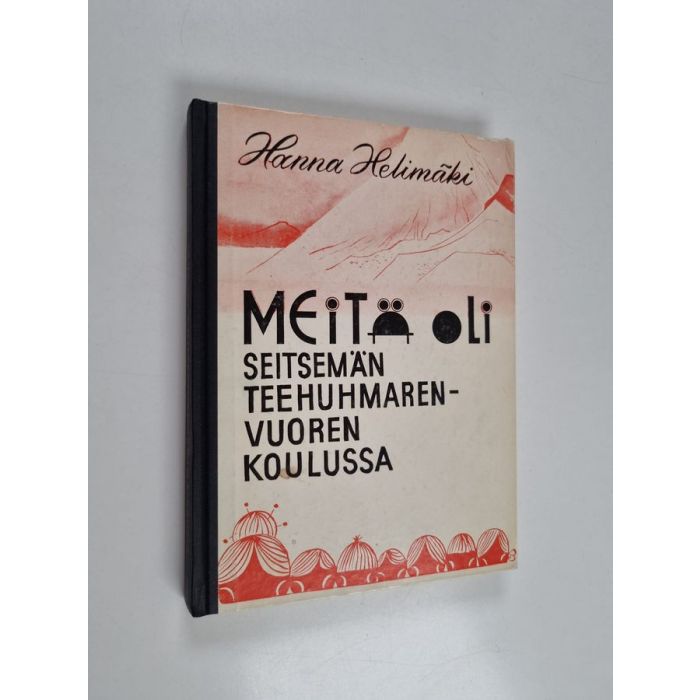 Hanna Helimäki
MEiTÄ oli
SEITSEMÄN
TEEHUHMAREN-
VUOREN
KOULUSSA